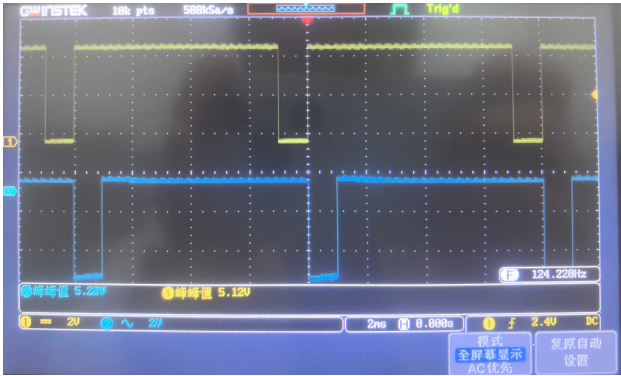 GWINSTEK 10k pts 500kSa/s Trig'd
1
2
F 124.220Hz
2 峰峰值 5.20V 1 峰峰值 5.12V
1 2V 2 2V 2ms H 0.000s 1 2.4V DC
模式
全屏幕显示
AC优先
复原自动
设置